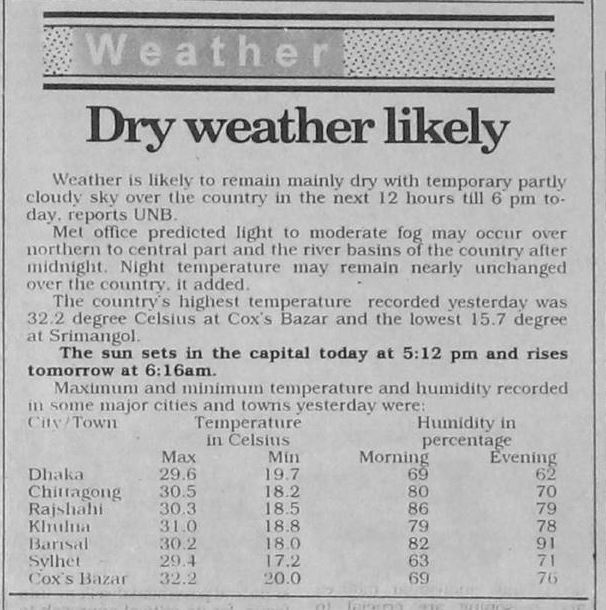 Weather
Dry weather likely
Weather is likely to remain mainly dry with temporary partly
cloudy sky over the country in the next 12 hours till 6 pm to-
day, reports UNB.
Met office predicted light to moderate fog may occur over
northern to central part and the river basins of the country after
midnight. Night temperature may remain nearly unchanged
over the country, it added.
The country's highest temperature recorded yesterday was
32.2 degree Celsius at Cox's Bazar and the lowest 15.7 degree
at Srimangol.
The sun sets in the capital today at 5:12 pm and rises
tomorrow at 6:16am.
Maximum and minimum temperature and humidity recorded
in some major cities and towns yesterday were:
City/Town Temperature Humidity in
in Celsius percentage
Max Min Morning Evening
Dhaka 29.6 19.7 69 62
Chittagong 30.5 18.2 80 70
Rajshahi 30.3 18.5 86 79
Khulna 31.0 18.8 79 78
Barisal 30.2 18.0 82 91
Sylhet 29.4 17.2 63 71
Cox's Bazar 32.2 20.0 69 76